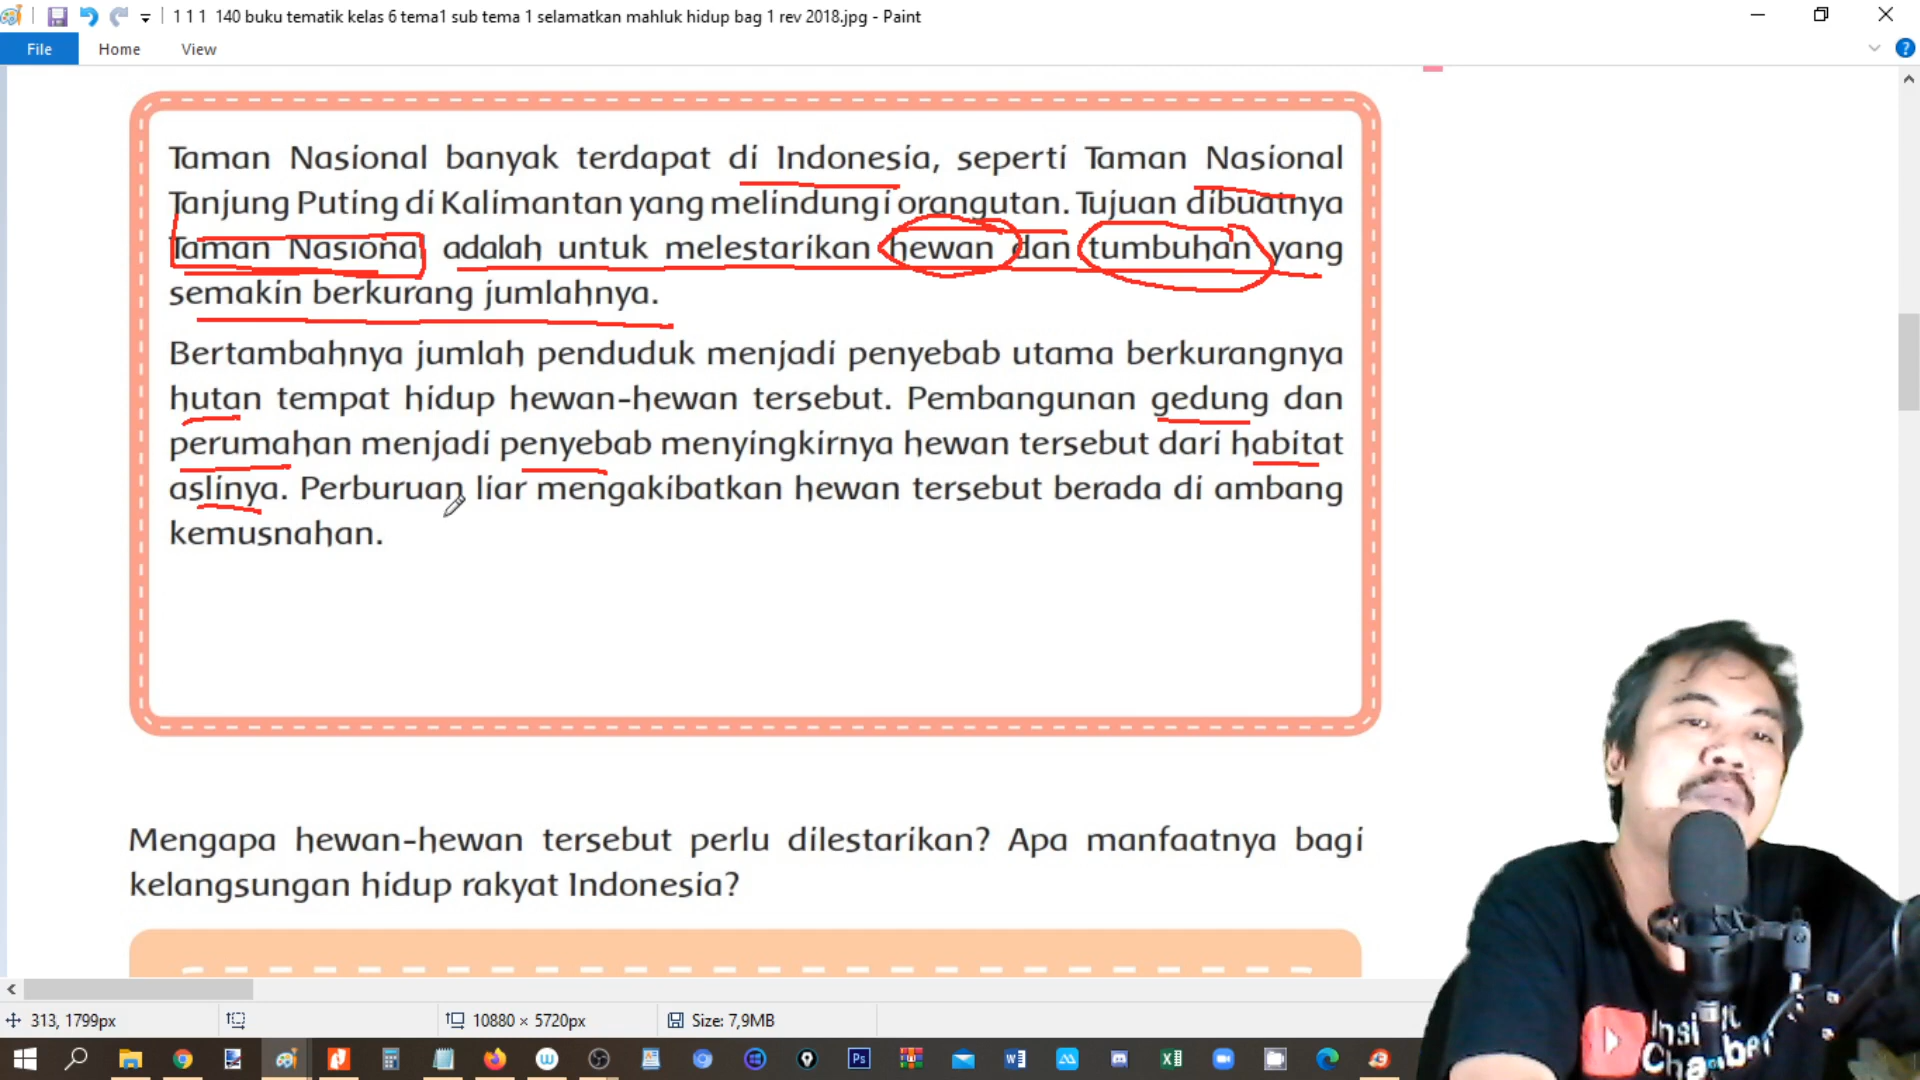 1 1 1  140 buku tematik kelas 6 tema1 sub tema 1 selamatkan mahluk hidup bag 1 rev 2018.jpg - Paint
File Home View
Taman Nasional banyak terdapat di Indonesia, seperti Taman Nasional
Tanjung Puting di Kalimantan yang melindungi orangutan. Tujuan dibuatnya
Taman Nasional adalah untuk melestarikan hewan dan tumbuhan yang
semakin berkurang jumlahnya.
Bertambahnya jumlah penduduk menjadi penyebab utama berkurangnya
hutan tempat hidup hewan-hewan tersebut. Pembangunan gedung dan
perumahan menjadi penyebab menyingkirnya hewan tersebut dari habitat
aslinya. Perburuan liar mengakibatkan hewan tersebut berada di ambang
kemusnahan.
Mengapa hewan-hewan tersebut perlu dilestarikan? Apa manfaatnya bagi
kelangsungan hidup rakyat Indonesia?
313, 1799px 10880 × 5720px Size: 7,9MB
Ps